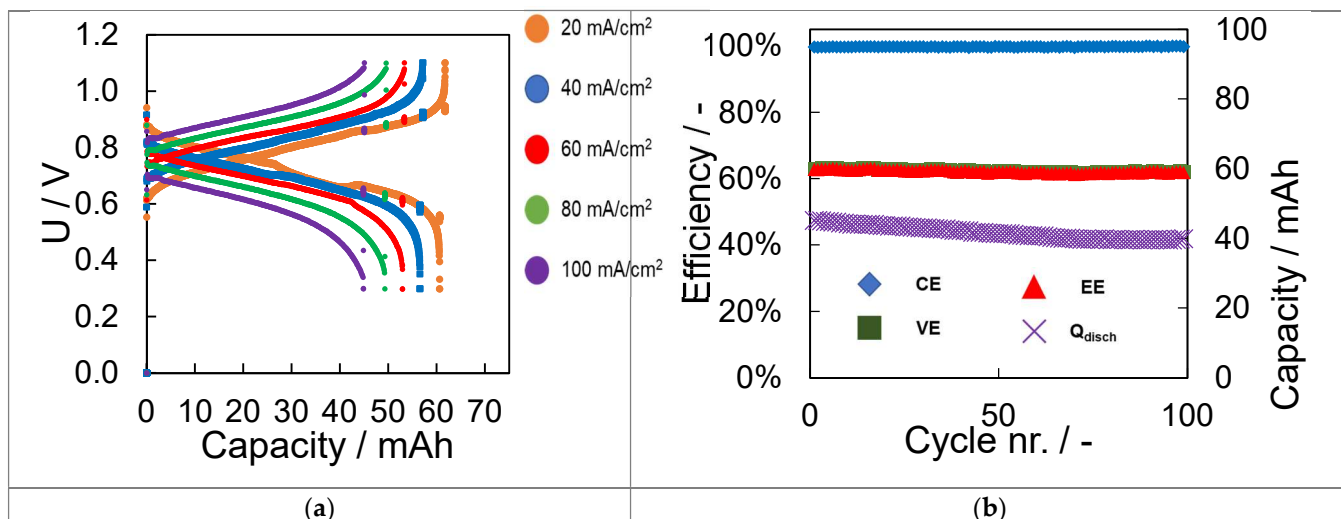 1.2
1.0
0.8
0.6
0.4
0.2
0.0
U / V
0 10 20 30 40 50 60 70
Capacity / mAh
20 mA/cm²
40 mA/cm²
60 mA/cm²
80 mA/cm²
100 mA/cm²
(a)
100%
80%
60%
40%
20%
0%
Efficiency / -
CE
EE
VE
Qdisch
100
80
60
40
20
0
Capacity / mAh
0 50 100
Cycle nr. / -
(b)